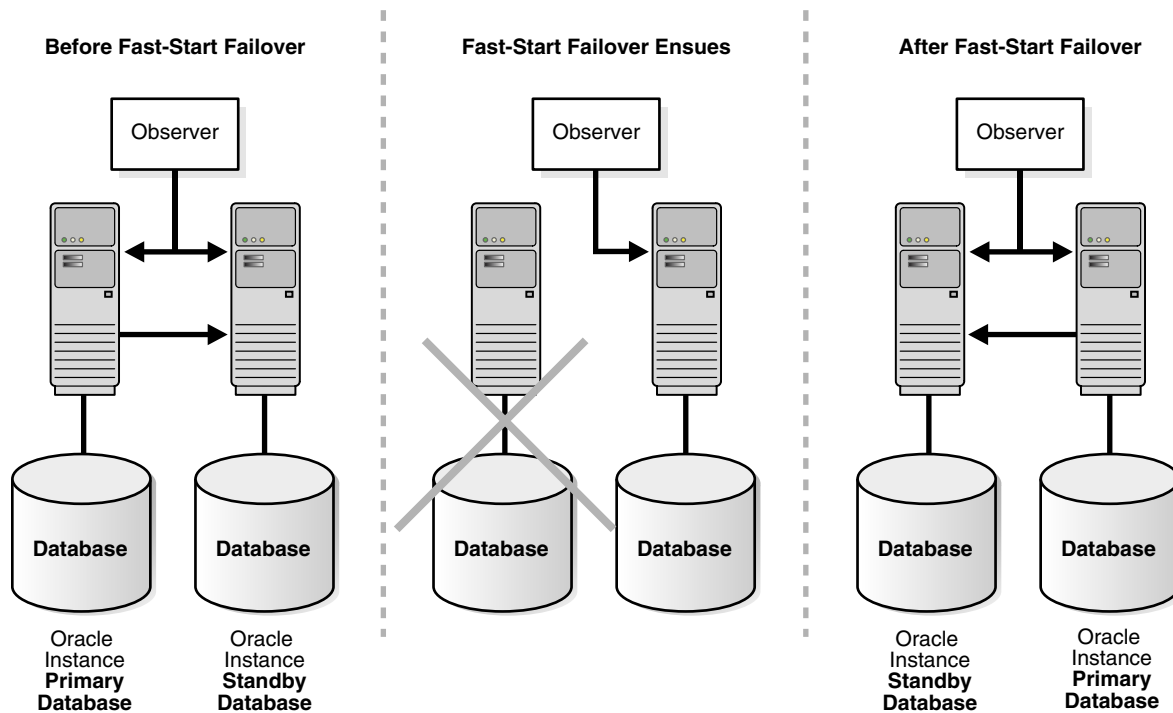 Before Fast-Start Failover
Observer
Database
Database
Oracle
Instance
Primary
Database
Oracle
Instance
Standby
Database
Fast-Start Failover Ensues
Observer
Database
Database
After Fast-Start Failover
Observer
Database
Database
Oracle
Instance
Standby
Database
Oracle
Instance
Primary
Database